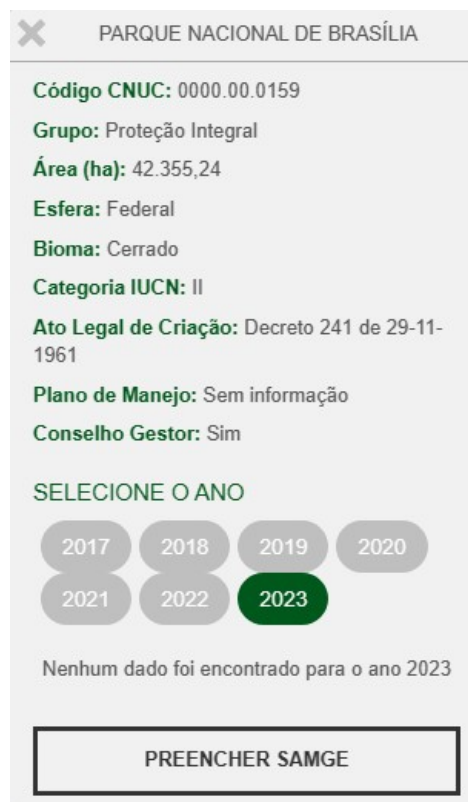 PARQUE NACIONAL DE BRASÍLIA
Código CNUC: 0000.00.0159
Grupo: Proteção Integral
Área (ha): 42.355,24
Esfera: Federal
Bioma: Cerrado
Categoria IUCN: II
Ato Legal de Criação: Decreto 241 de 29-11-
1961
Plano de Manejo: Sem informação
Conselho Gestor: Sim
SELECIONE O ANO
2017 2018 2019 2020
2021 2022 2023
Nenhum dado foi encontrado para o ano 2023
PREENCHER SAMGE